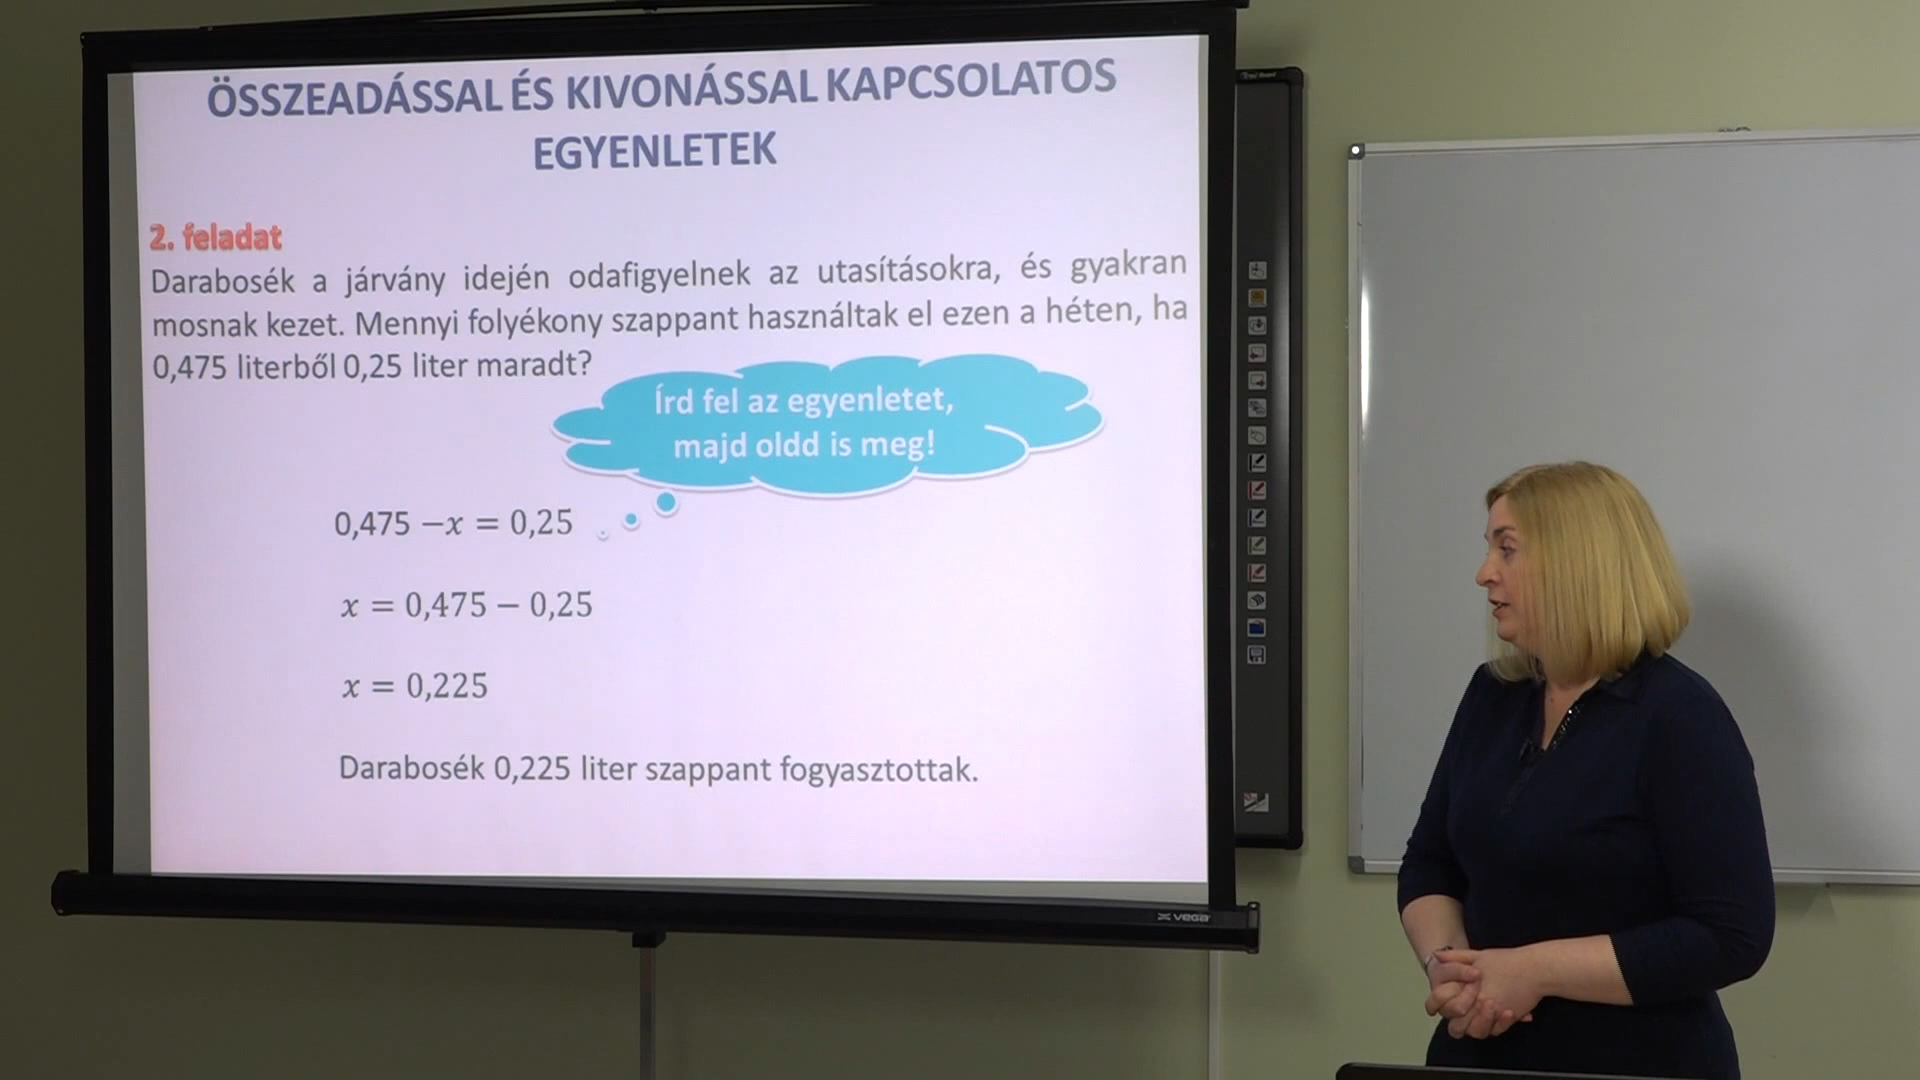 ÖSSZEADÁSSAL ÉS KIVONÁSSAL KAPCSOLATOS
EGYENLETEK
2. feladat
Darabosék a járvány idején odafigyelnek az utasításokra, és gyakran
mosnak kezet. Mennyi folyékony szappant használtak el ezen a héten, ha
0,475 literből 0,25 liter maradt?
Írd fel az egyenletet,
majd oldd is meg!
0,475 −x = 0,25
x = 0,475 − 0,25
x = 0,225
Darabosék 0,225 liter szappant fogyasztottak.
VEGA